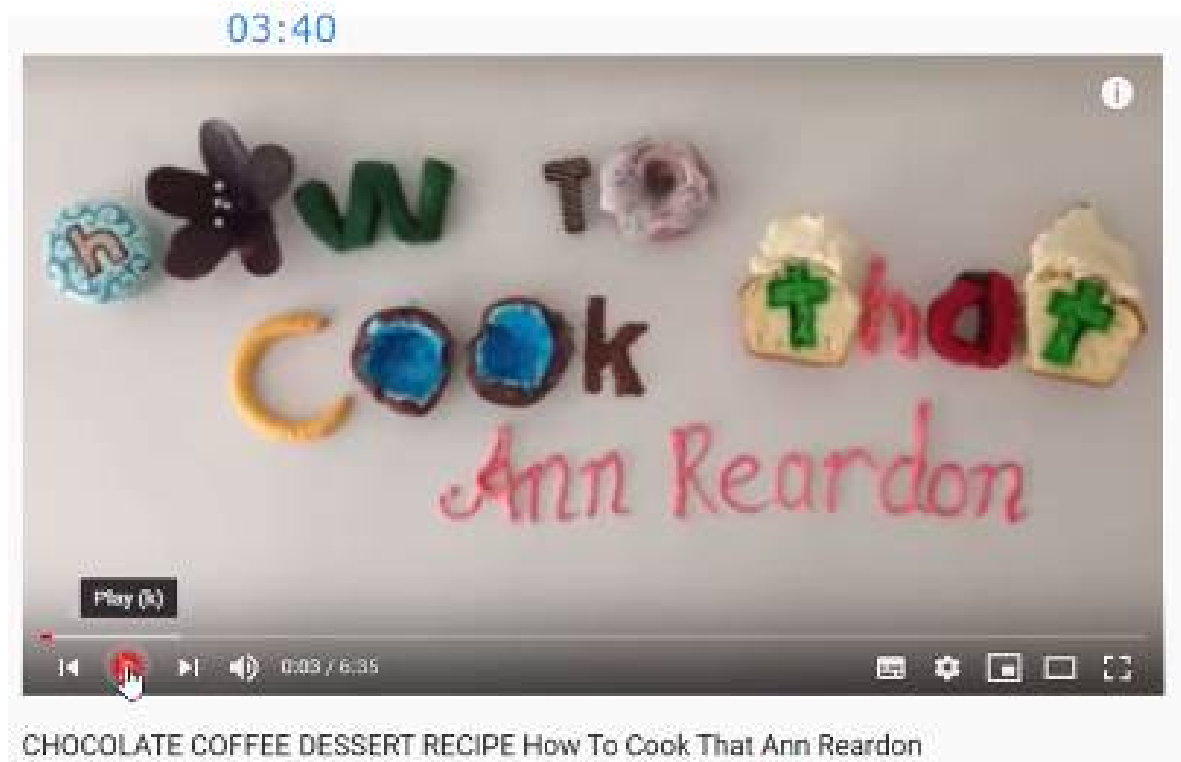 03:40
how TO
Cook that
Ann Reardon
Play (k)
0:03 / 6:35
CHOCOLATE COFFEE DESSERT RECIPE How To Cook That Ann Reardon